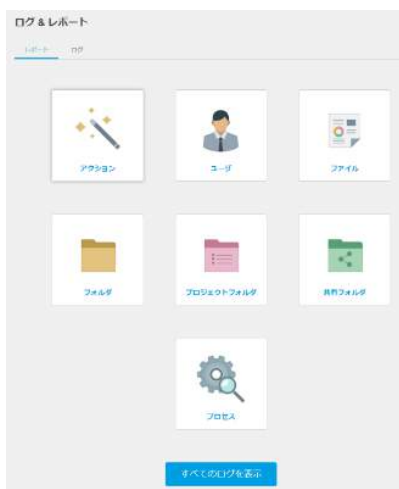 ログ & レポート
レポート ログ
アクション ユーザ ファイル
フォルダ プロジェクトフォルダ 共有フォルダ
プロセス
すべてのログを表示